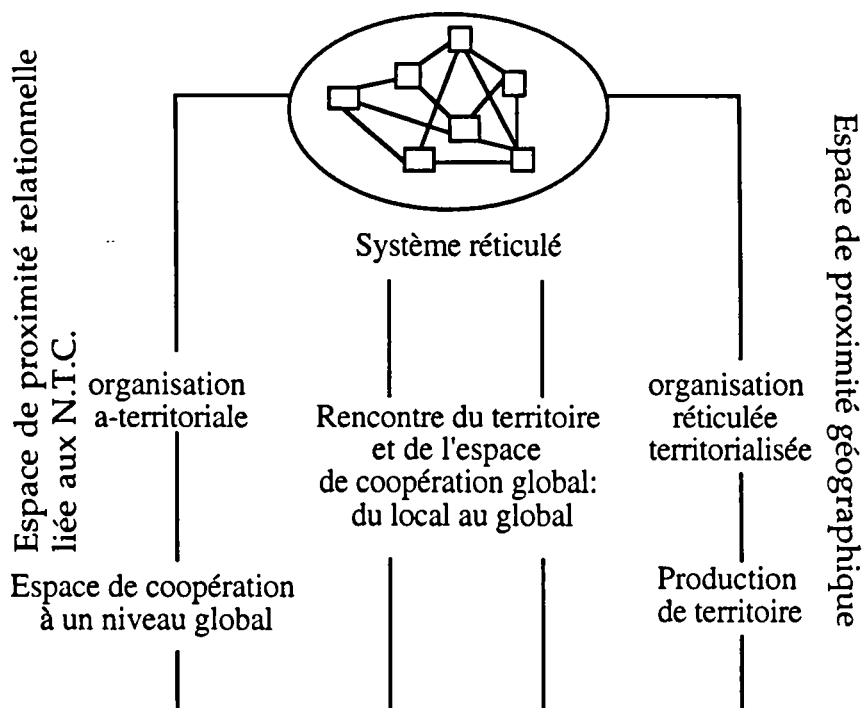 Espace de proximité relationnelle
liée aux N.T.C.
Système réticulé
organisation
a-territoriale
Rencontre du territoire
et de l'espace
de coopération global:
du local au global
organisation
réticulée
territorialisée
Espace de coopération
à un niveau global
Production
de territoire
Espace de proximité géographique